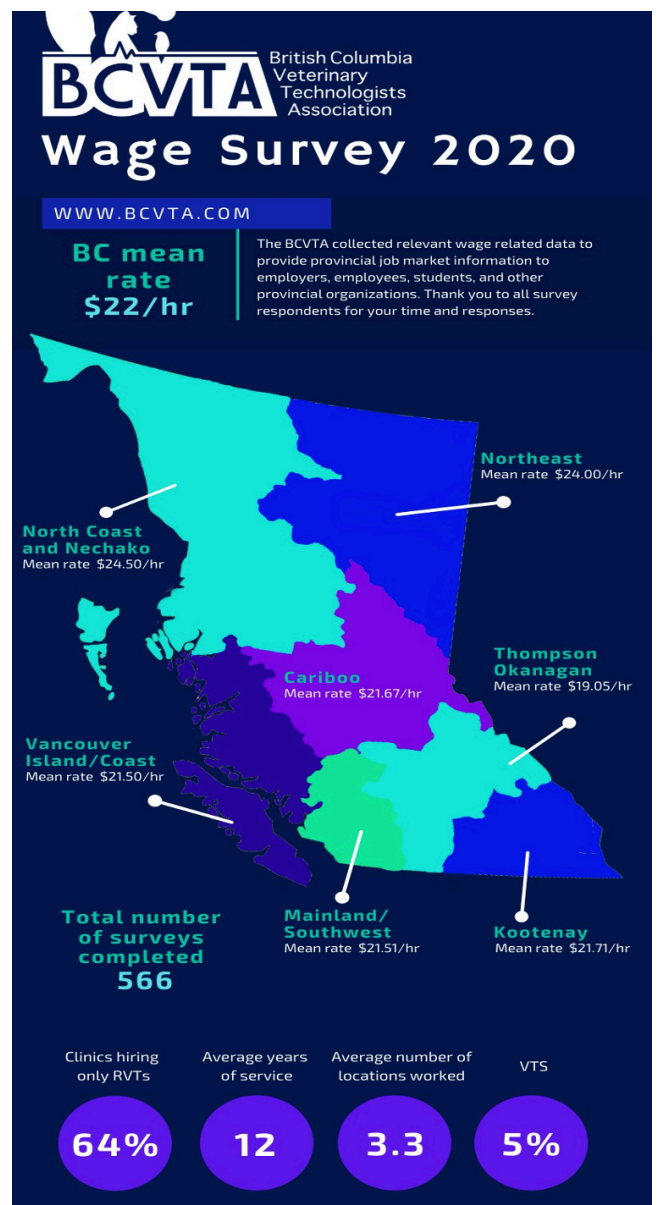 BCVTA
British Columbia
Veterinary
Technologists
Association
Wage Survey 2020
WWW.BCVTA.COM
BC mean
rate
$22/hr
The BCVTA collected relevant wage related data to
provide provincial job market information to
employers, employees, students, and other
provincial organizations. Thank you to all survey
respondents for your time and responses.
Northeast
Mean rate $24.00/hr
North Coast
and Nechako
Mean rate $24.50/hr
Cariboo
Mean rate $21.67/hr
Thompson
Okanagan
Mean rate $19.05/hr
Vancouver
Island/Coast
Mean rate $21.50/hr
Mainland/
Southwest
Mean rate $21.51/hr
Kootenay
Mean rate $21.71/hr
Total number
of surveys
completed
566
Clinics hiring
only RVTs
64%
Average years
of service
12
Average number of
locations worked
3.3
VTS
5%